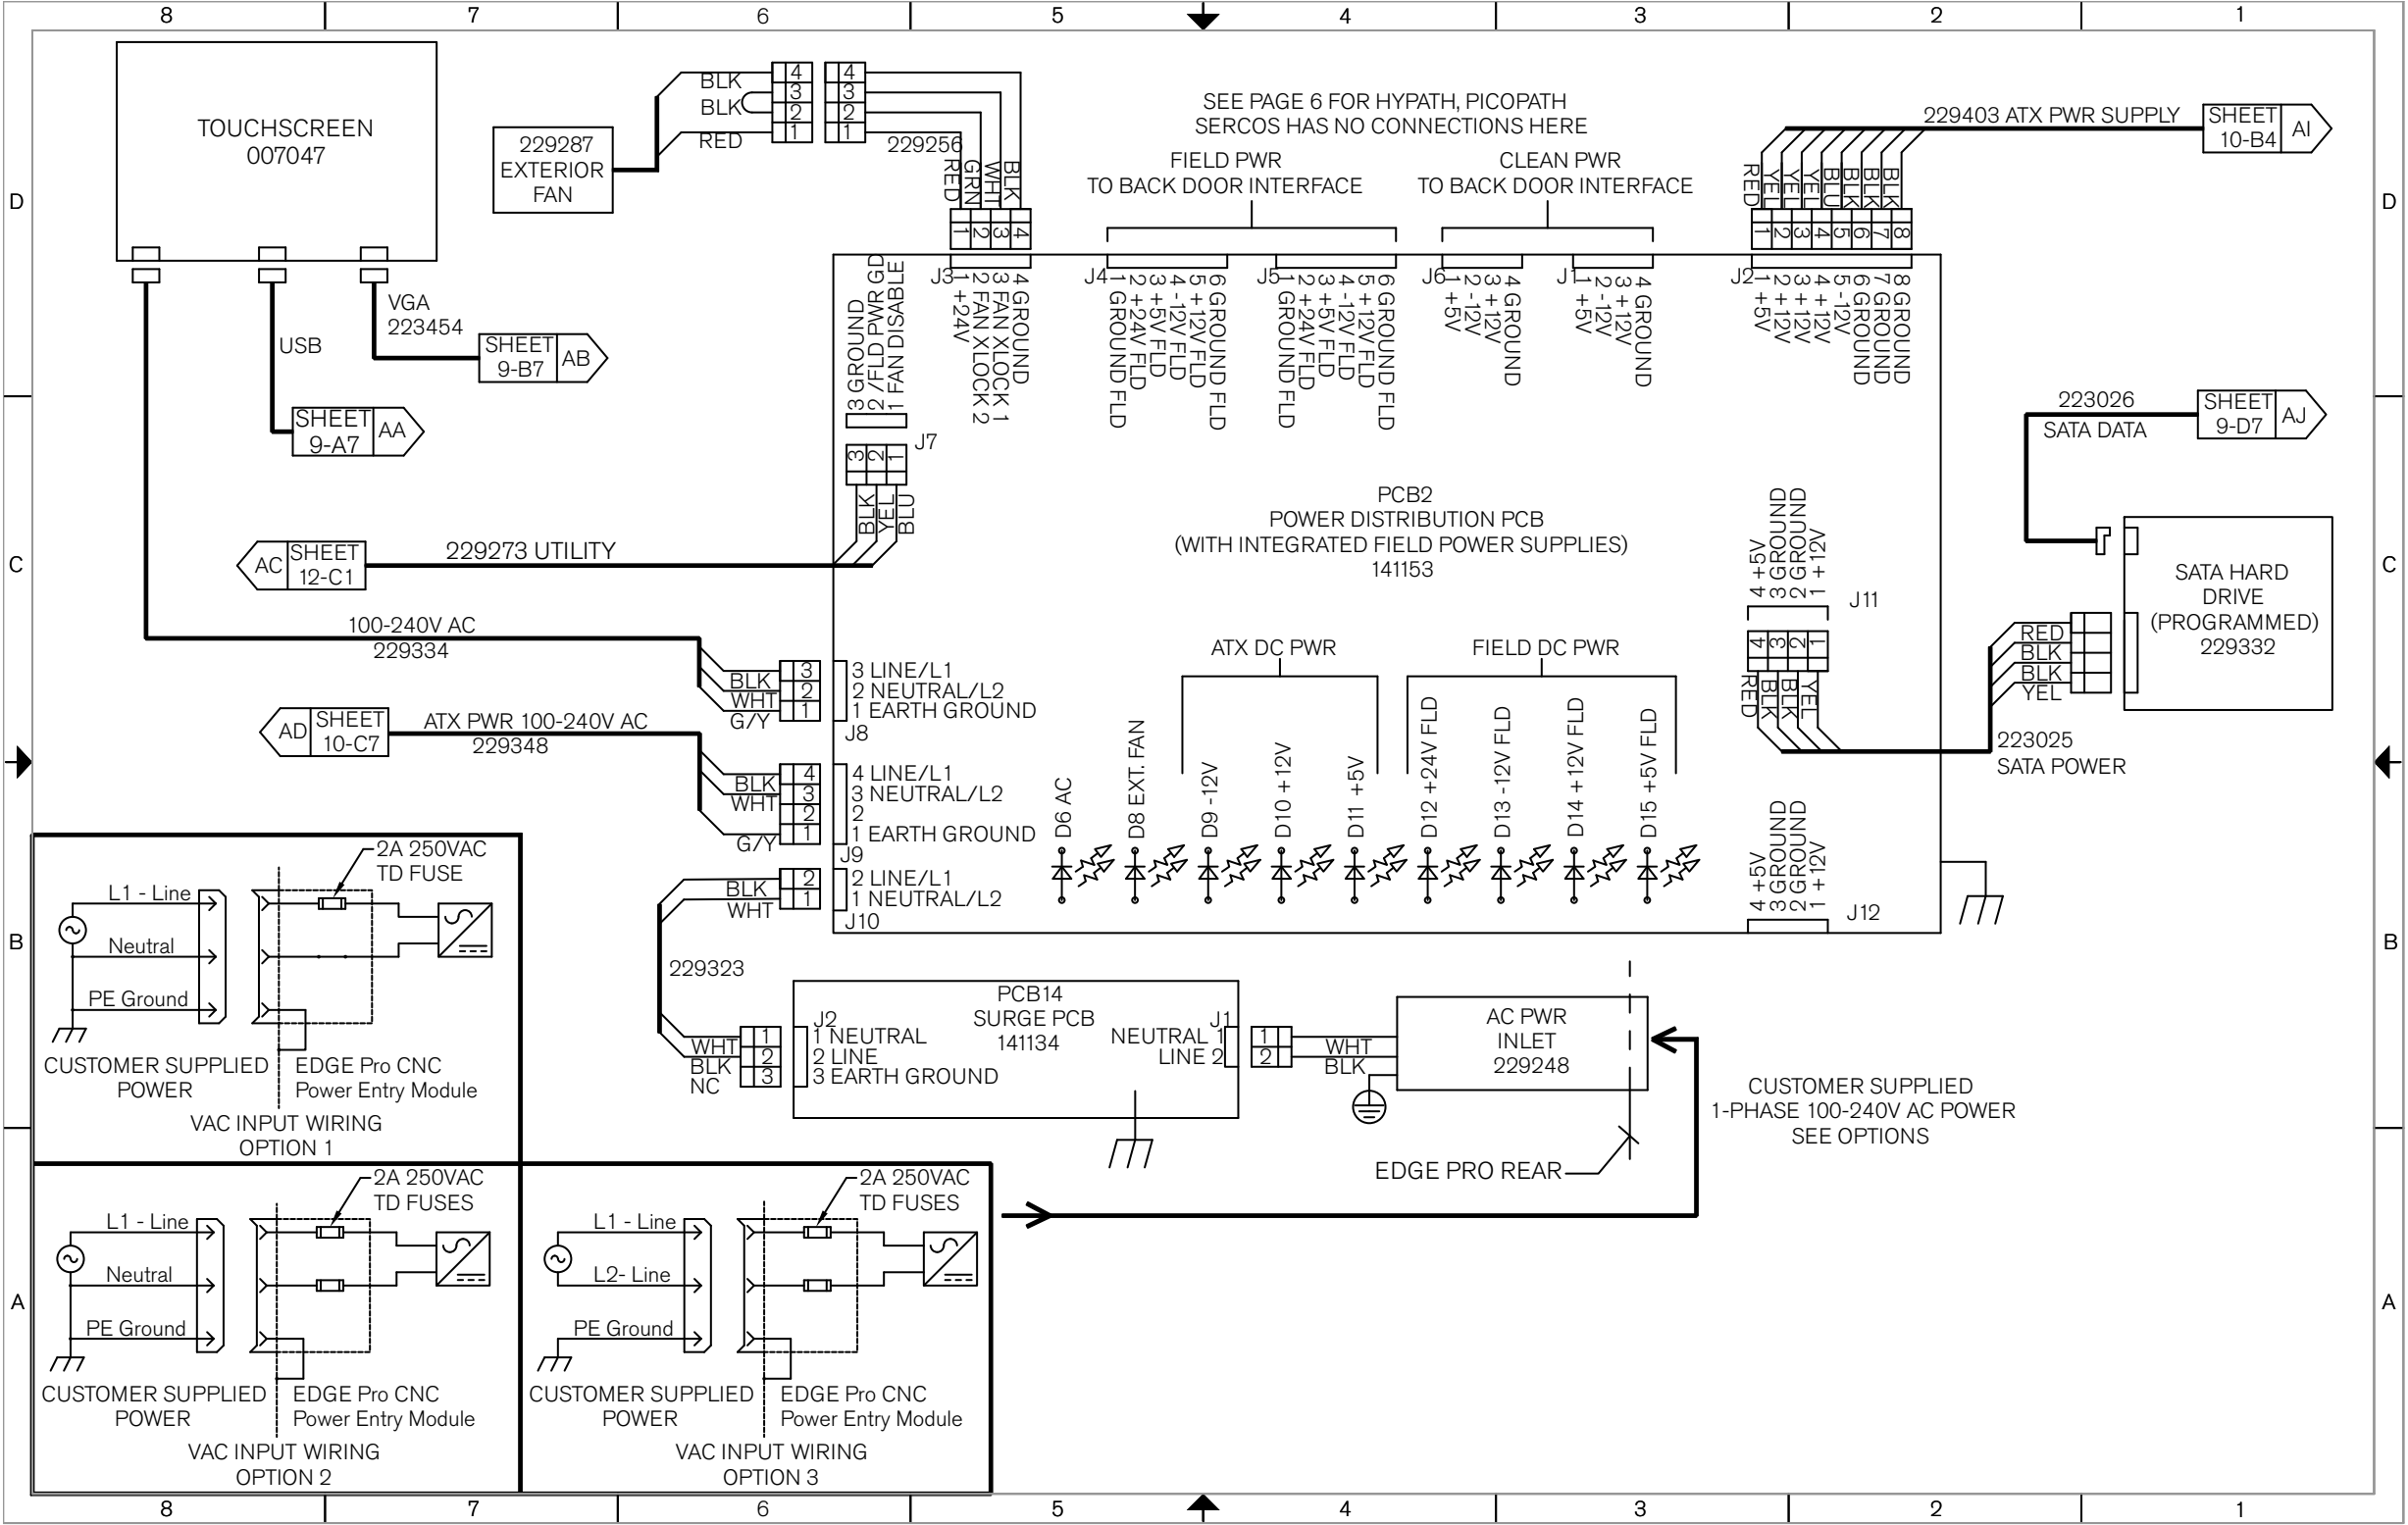 8
7
6
5
4
3
2
1
D
C
B
A
TOUCHSCREEN
007047
VGA
223454
USB
SHEET
9-B7
AB
SHEET
9-A7
AA
229287
EXTERIOR
FAN
BLK
BLK
RED
4
3
2
1
4
3
2
1
229256
RED
GRN
WHT
BLK
1
2
3
4
J3
1 +24V
2 FAN XLOCK 2
3 FAN XLOCK 1
4 GROUND
SEE PAGE 6 FOR HYPATH, PICOPATH
SERCOS HAS NO CONNECTIONS HERE
FIELD PWR
TO BACK DOOR INTERFACE
CLEAN PWR
TO BACK DOOR INTERFACE
J4
1 GROUND FLD
2 +24V FLD
3 +5V FLD
4 -12V FLD
5 +12V FLD
6 GROUND FLD
J5
1 GROUND FLD
2 +24V FLD
3 +5V FLD
4 -12V FLD
5 +12V FLD
6 GROUND FLD
J6
1 +5V
2 -12V
3 +12V
4 GROUND
J1
1 +5V
2 -12V
3 +12V
4 GROUND
229403 ATX PWR SUPPLY
SHEET
10-B4
AI
RED
YEL
YEL
YEL
BLU
BLK
BLK
BLK
1
2
3
4
5
6
7
8
J2
1 +5V
2 +12V
3 +12V
4 +12V
5 -12V
6 GROUND
7 GROUND
8 GROUND
3 GROUND
2 /FLD PWR GD
1 FAN DISABLE
J7
3
2
1
BLK
YEL
BLU
AC
SHEET
12-C1
229273 UTILITY
PCB2
POWER DISTRIBUTION PCB
(WITH INTEGRATED FIELD POWER SUPPLIES)
141153
223026
SATA DATA
SHEET
9-D7
AJ
SATA HARD
DRIVE
(PROGRAMMED)
229332
4 +5V
3 GROUND
2 GROUND
1 +12V
J11
4
3
2
1
RED
BLK
BLK
YEL
RED
BLK
BLK
YEL
223025
SATA POWER
100-240V AC
229334
BLK
WHT
G/Y
3
2
1
3 LINE/L1
2 NEUTRAL/L2
1 EARTH GROUND
J8
AD
SHEET
10-C7
ATX PWR 100-240V AC
229348
BLK
WHT
G/Y
4
3
2
1
4 LINE/L1
3 NEUTRAL/L2
2
1 EARTH GROUND
J9
BLK
WHT
2
1
2 LINE/L1
1 NEUTRAL/L2
J10
ATX DC PWR
FIELD DC PWR
D6 AC
D8 EXT. FAN
D9 -12V
D10 +12V
D11 +5V
D12 +24V FLD
D13 -12V FLD
D14 +12V FLD
D15 +5V FLD
4 +5V
3 GROUND
2 GROUND
1 +12V
J12
229323
WHT
BLK
NC
1
2
3
J2
1 NEUTRAL
2 LINE
3 EARTH GROUND
PCB14
SURGE PCB
141134
J1
NEUTRAL 1
LINE 2
1
2
WHT
BLK
AC PWR
INLET
229248
EDGE PRO REAR
CUSTOMER SUPPLIED
1-PHASE 100-240V AC POWER
SEE OPTIONS
2A 250VAC
TD FUSE
L1 - Line
Neutral
PE Ground
CUSTOMER SUPPLIED
POWER
EDGE Pro CNC
Power Entry Module
VAC INPUT WIRING
OPTION 1
2A 250VAC
TD FUSES
L1 - Line
Neutral
PE Ground
CUSTOMER SUPPLIED
POWER
EDGE Pro CNC
Power Entry Module
VAC INPUT WIRING
OPTION 2
2A 250VAC
TD FUSES
L1 - Line
L2- Line
PE Ground
CUSTOMER SUPPLIED
POWER
EDGE Pro CNC
Power Entry Module
VAC INPUT WIRING
OPTION 3
D
C
B
A
8
7
6
5
4
3
2
1